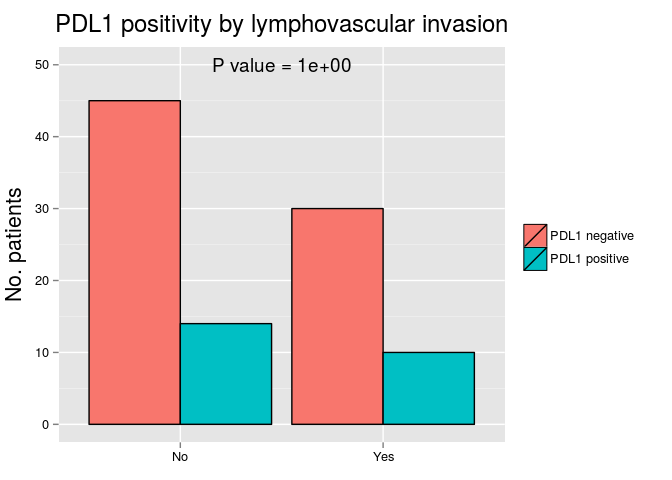 PDL1 positivity by lymphovascular invasion
P value = 1e+00
No. patients
50
40
30
20
10
0
No Yes
PDL1 negative
PDL1 positive